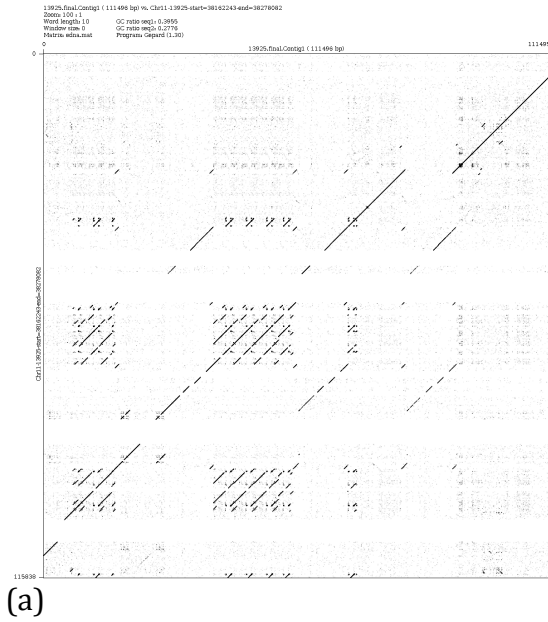 13925.final.Contig1 ( 111496 bp) vs. Chr11-13925-start=38162243-end=38278082
Zoom: 100 : 1
Word length: 10 GC ratio seq1: 0.3955
Window size: 0 GC ratio seq2: 0.2776
Matrix: edna.mat Program: Gepard (1.30)
0 111495
13925.final.Contig1 ( 111496 bp)
0
Chr11-13925-start=38162243-end=38278082
115838
(a)